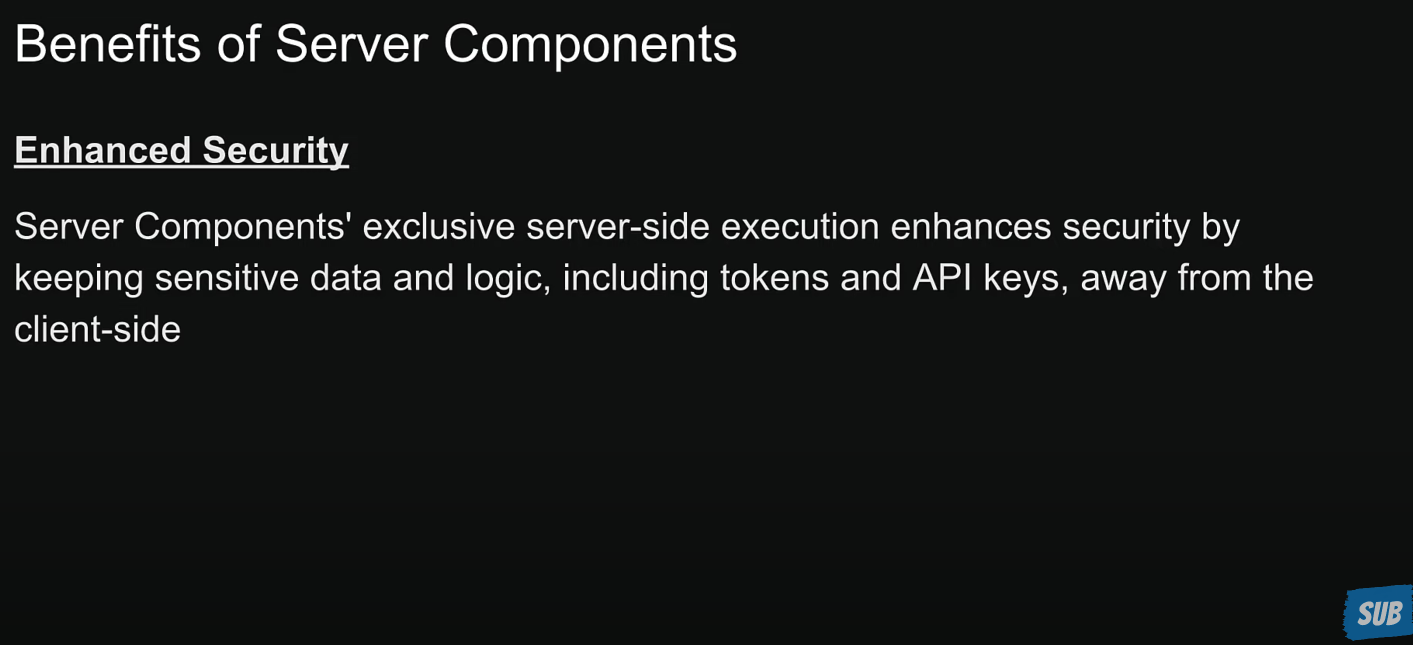 Benefits of Server Components
Enhanced Security
Server Components' exclusive server-side execution enhances security by
keeping sensitive data and logic, including tokens and API keys, away from the
client-side
SUB